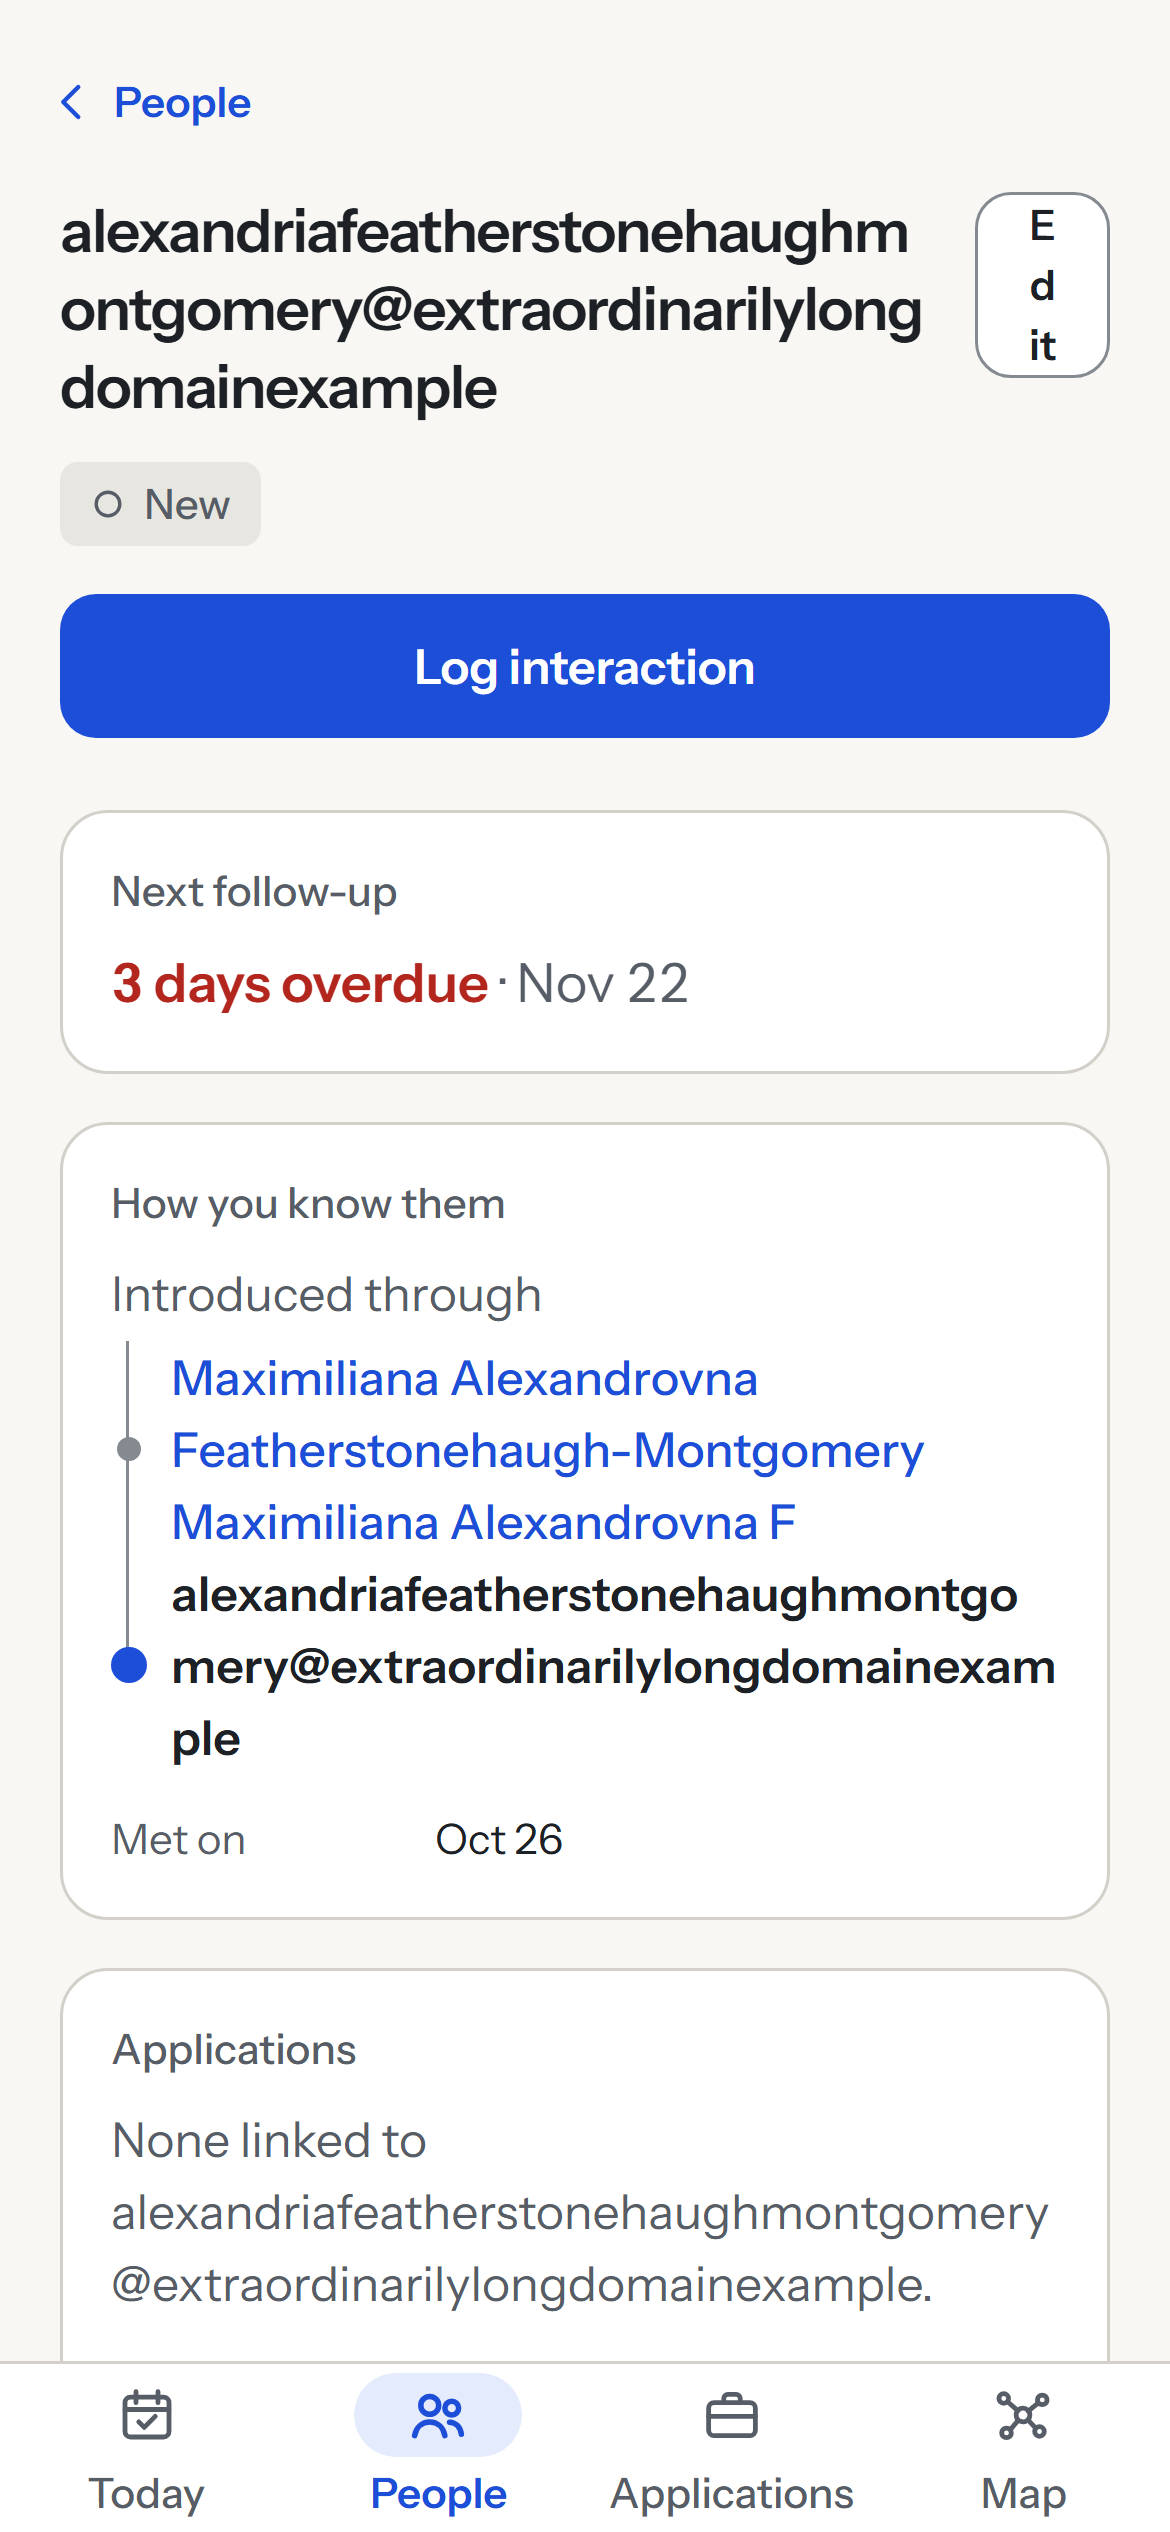 People
alexandriafeatherstonehaughm
ontgomery@extraordinarilylong
domainexample
E
d
it
New
Log interaction
Next follow-up
3 days overdue · Nov 22
How you know them
Introduced through
Maximiliana Alexandrovna
Featherstonehaugh-Montgomery
Maximiliana Alexandrovna F
alexandriafeatherstonehaughmontgo
mery@extraordinarilylongdomainexam
ple
Met on Oct 26
Applications
None linked to
alexandriafeatherstonehaughmontgomery
@extraordinarilylongdomainexample.
Today People Applications Map